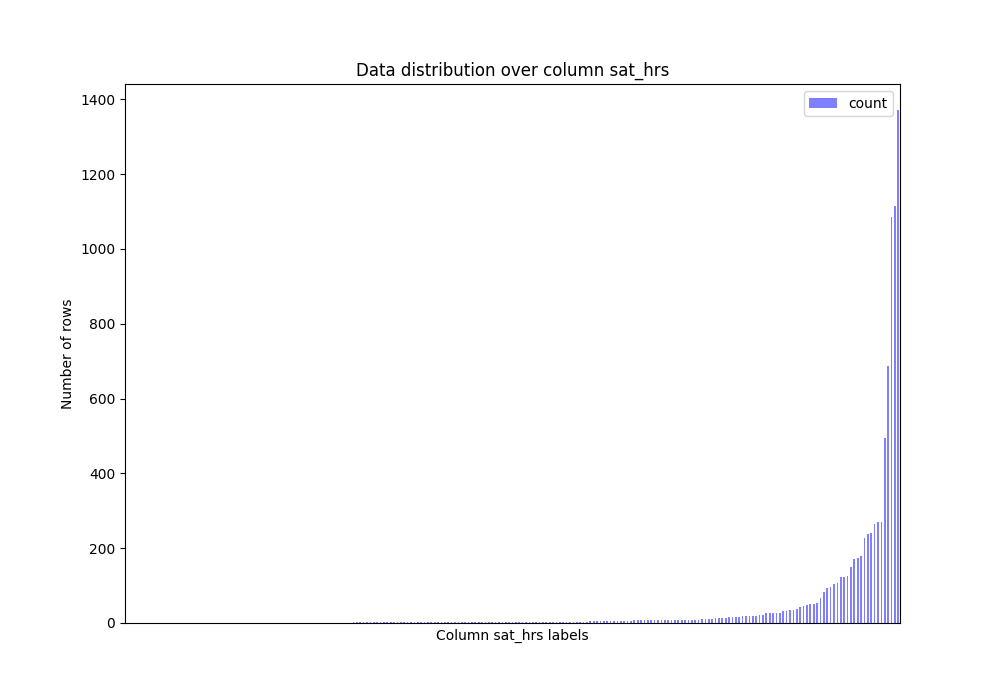 Data distribution over column sat_hrs
count
1400
1200
1000
800
600
400
200
0
Number of rows
Column sat_hrs labels